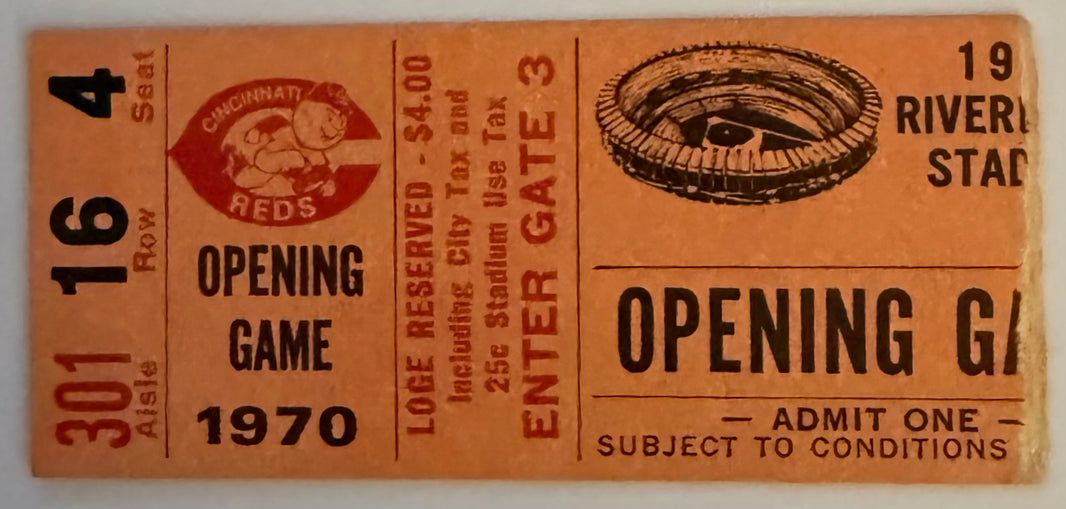 301 16 4
Aisle Row Seat
CINCINNATI
REDS
OPENING
GAME
1970
LOGE RESERVED - $4.00
Including City Tax and
25c Stadium Use Tax
ENTER GATE 3
19
RIVER
STAD
OPENING GA
— ADMIT ONE —
SUBJECT TO CONDITIONS